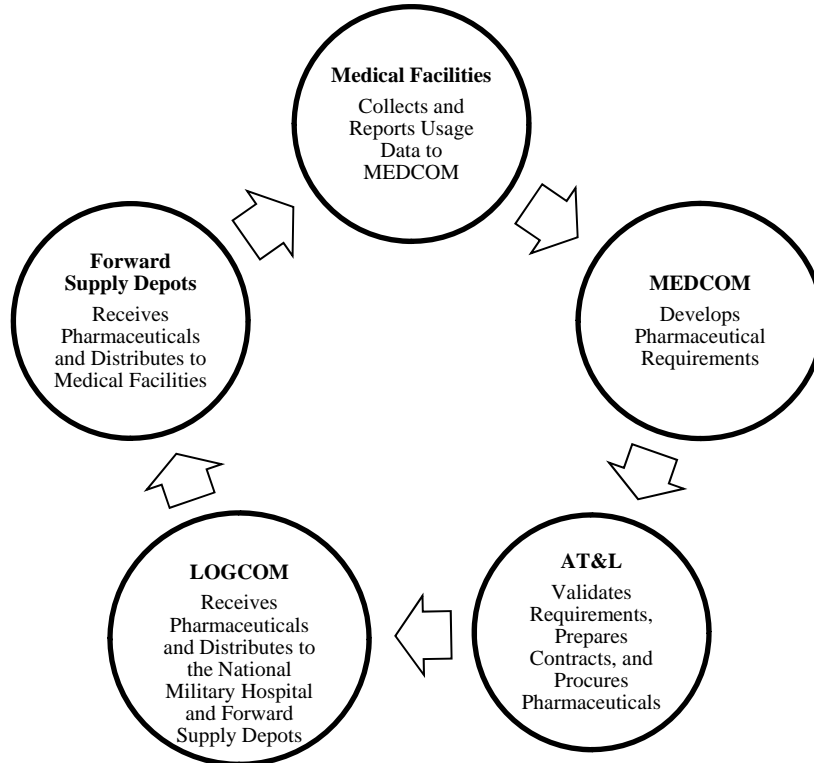 Medical Facilities
Collects and
Reports Usage
Data to
MEDCOM
MEDCOM
Develops
Pharmaceutical
Requirements
AT&L
Validates
Requirements,
Prepares
Contracts, and
Procures
Pharmaceuticals
LOGCOM
Receives
Pharmaceuticals
and Distributes to
the National
Military Hospital
and Forward
Supply Depots
Forward
Supply Depots
Receives
Pharmaceuticals
and Distributes to
Medical Facilities